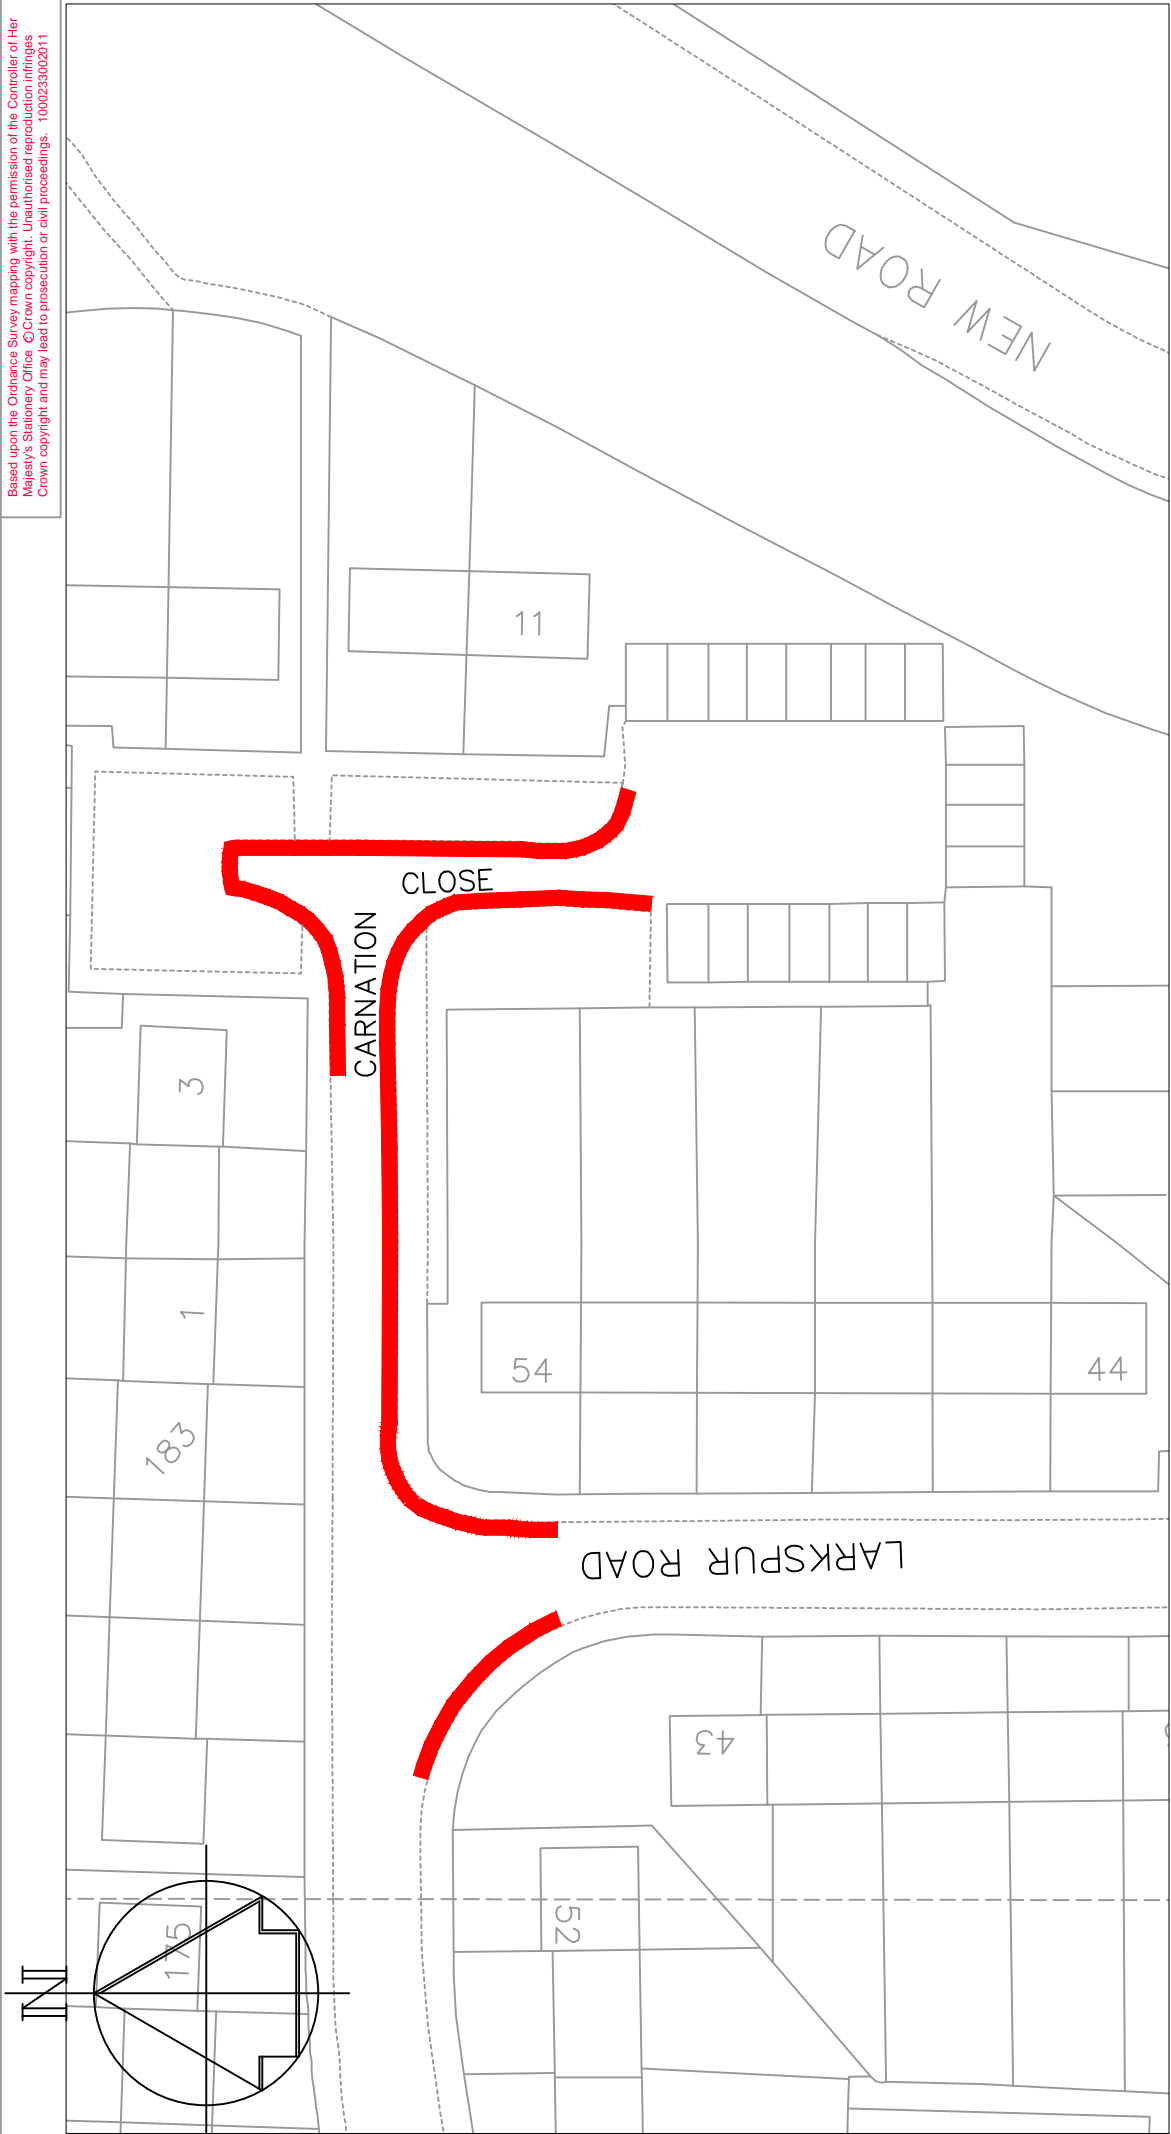 Based upon the Ordnance Survey mapping with the permission of the Controller of Her
Majesty's Stationery Office © Crown copyright. Unauthorised reproduction infringes
Crown copyright and may lead to prosecution or civil proceedings. 1000233002011
NEW ROAD
11
CLOSE
CARNATION
3
1
54
44
183
LARKSPUR ROAD
43
52
175
N